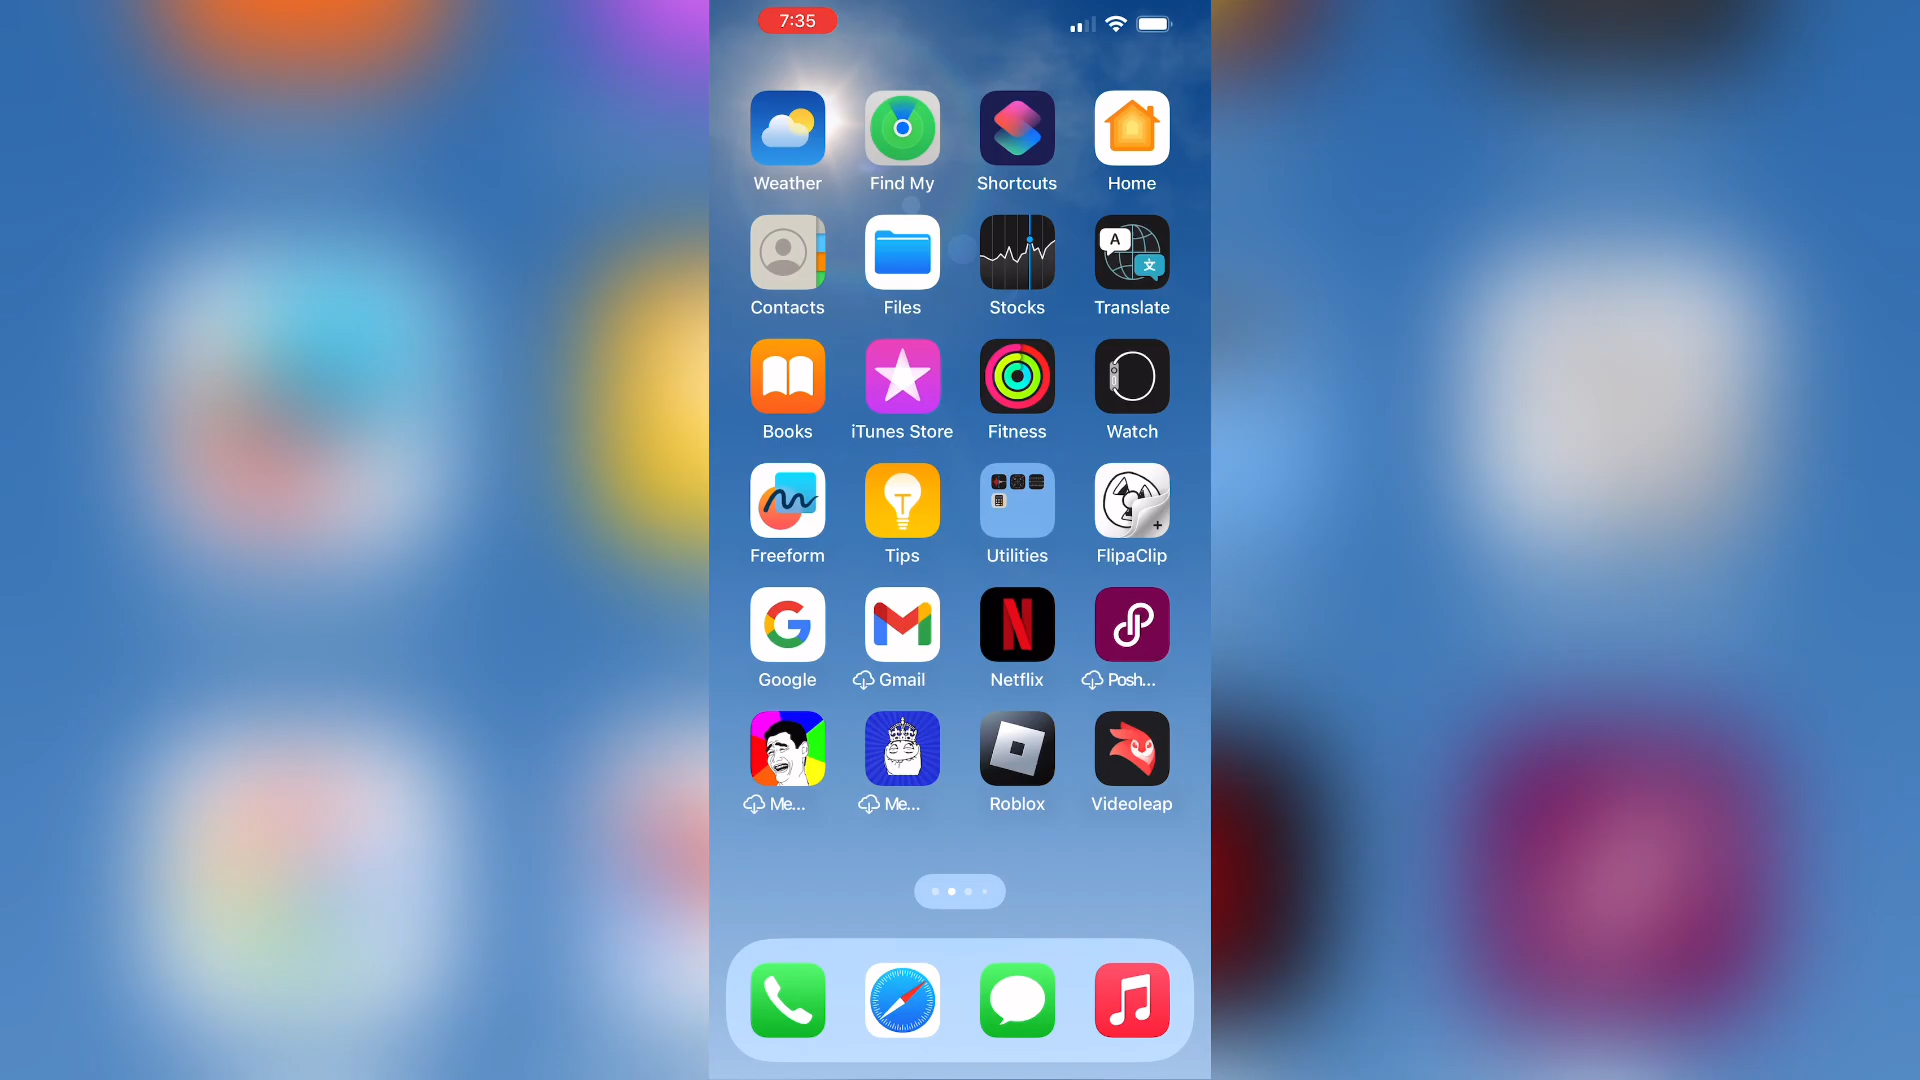 7:35
Weather Find My Shortcuts Home
A 文
Contacts Files Stocks Translate
Books iTunes Store Fitness Watch
T
Freeform Tips Utilities FlipaClip
G M N
Google Gmail Netflix Posh...
Me... Me... Roblox Videoleap